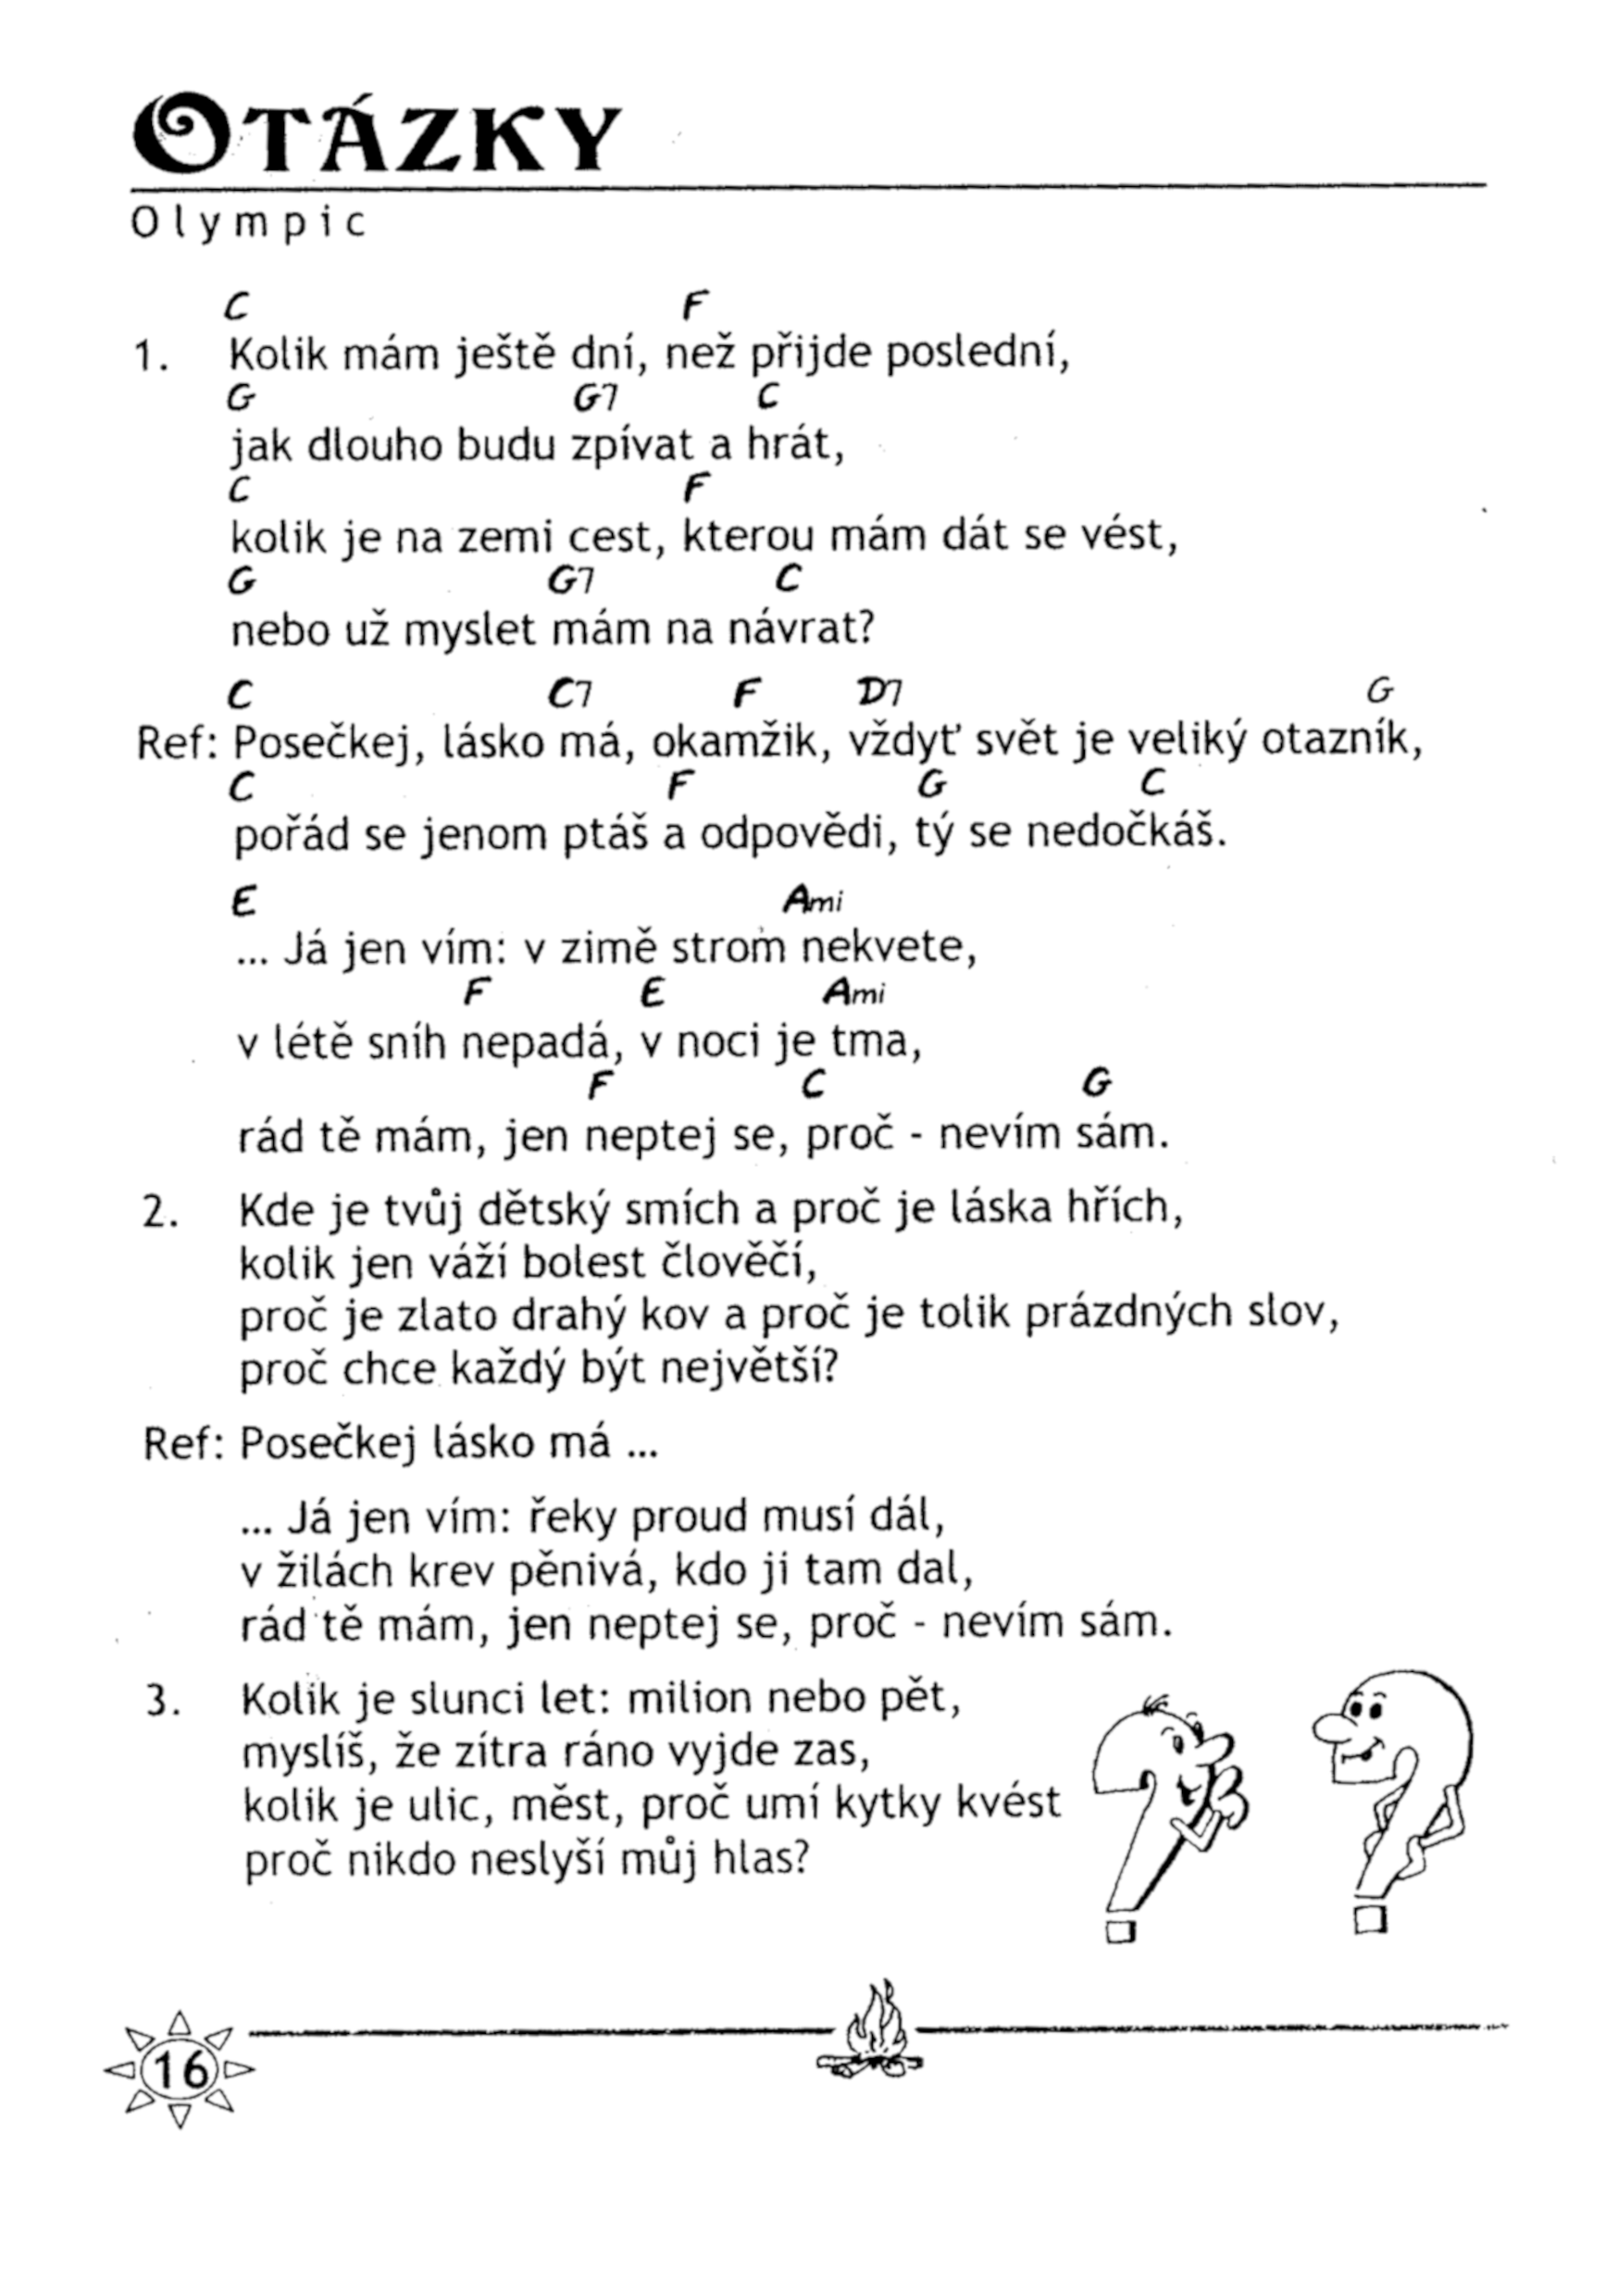 OTÁZKY
Olympic
C F
1. Kolik mám ještě dní, než přijde poslední,
G G7 C
jak dlouho budu zpívat a hrát,
C F
kolik je na zemi cest, kterou mám dát se vést,
G G7 C
nebo už myslet mám na návrat?
C C7 F D7 G
Ref: Posečkej, lásko má, okamžik, vždyť svět je veliký otazník,
C F G C
pořád se jenom ptáš a odpovědi, tý se nedočkáš.
E Ami
... Já jen vím: v zimě strom nekvete,
F E Ami
v létě sníh nepadá, v noci je tma,
F C G
rád tě mám, jen neptej se, proč - nevím sám.
2. Kde je tvůj dětský smích a proč je láska hřích,
kolik jen váží bolest člověčí,
proč je zlato drahý kov a proč je tolik prázdných slov,
proč chce každý být největší?
Ref: Posečkej lásko má ...
... Já jen vím: řeky proud musí dál,
v žilách krev pěnivá, kdo ji tam dal,
rád tě mám, jen neptej se, proč - nevím sám.
3. Kolik je slunci let: milion nebo pět,
myslíš, že zítra ráno vyjde zas,
kolik je ulic, měst, proč umí kytky kvést
proč nikdo neslyší můj hlas?
16